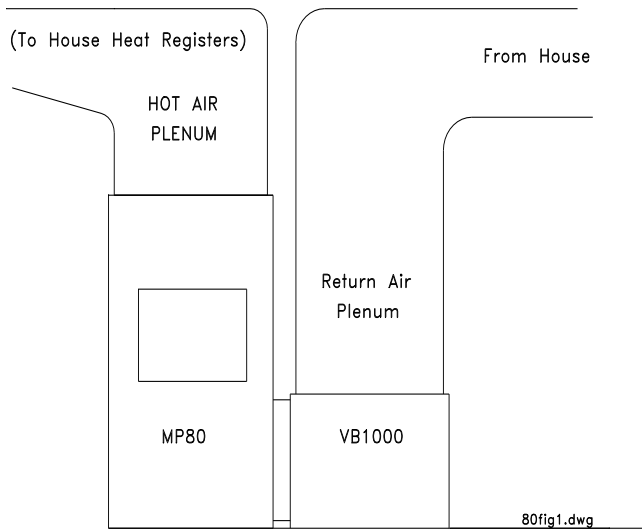 (To House Heat Registers)
From House
HOT AIR
PLENUM
Return Air
Plenum
MP80
VB1000
80fig1.dwg